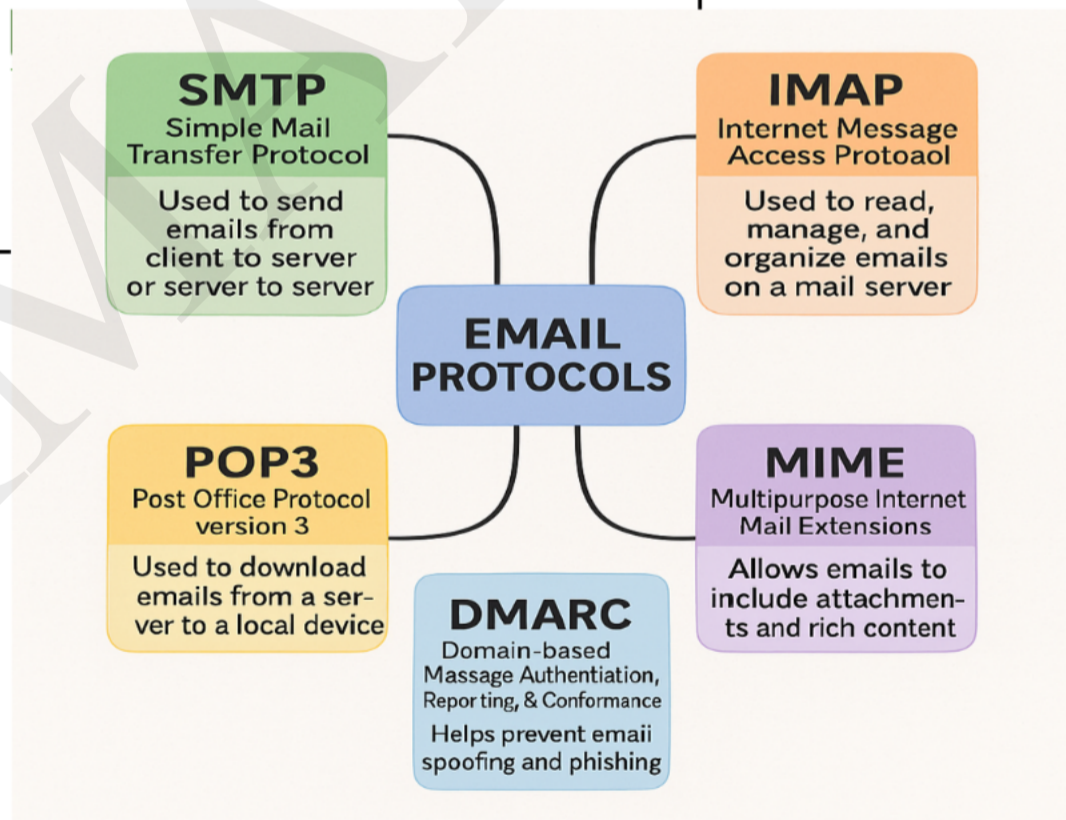 SMTP
Simple Mail
Transfer Protocol
Used to send
emails from
client to server
or server to server
IMAP
Internet Message
Access Protoaol
Used to read,
manage, and
organize emails
on a mail server
EMAIL
PROTOCOLS
POP3
Post Office Protocol
version 3
Used to download
emails from a ser-
ver to a local device
MIME
Multipurpose Internet
Mail Extensions
Allows emails to
include attachmen-
ts and rich content
DMARC
Domain-based
Massage Authentiation,
Reporting, & Conformance
Helps prevent emaii
spoofing and phishing